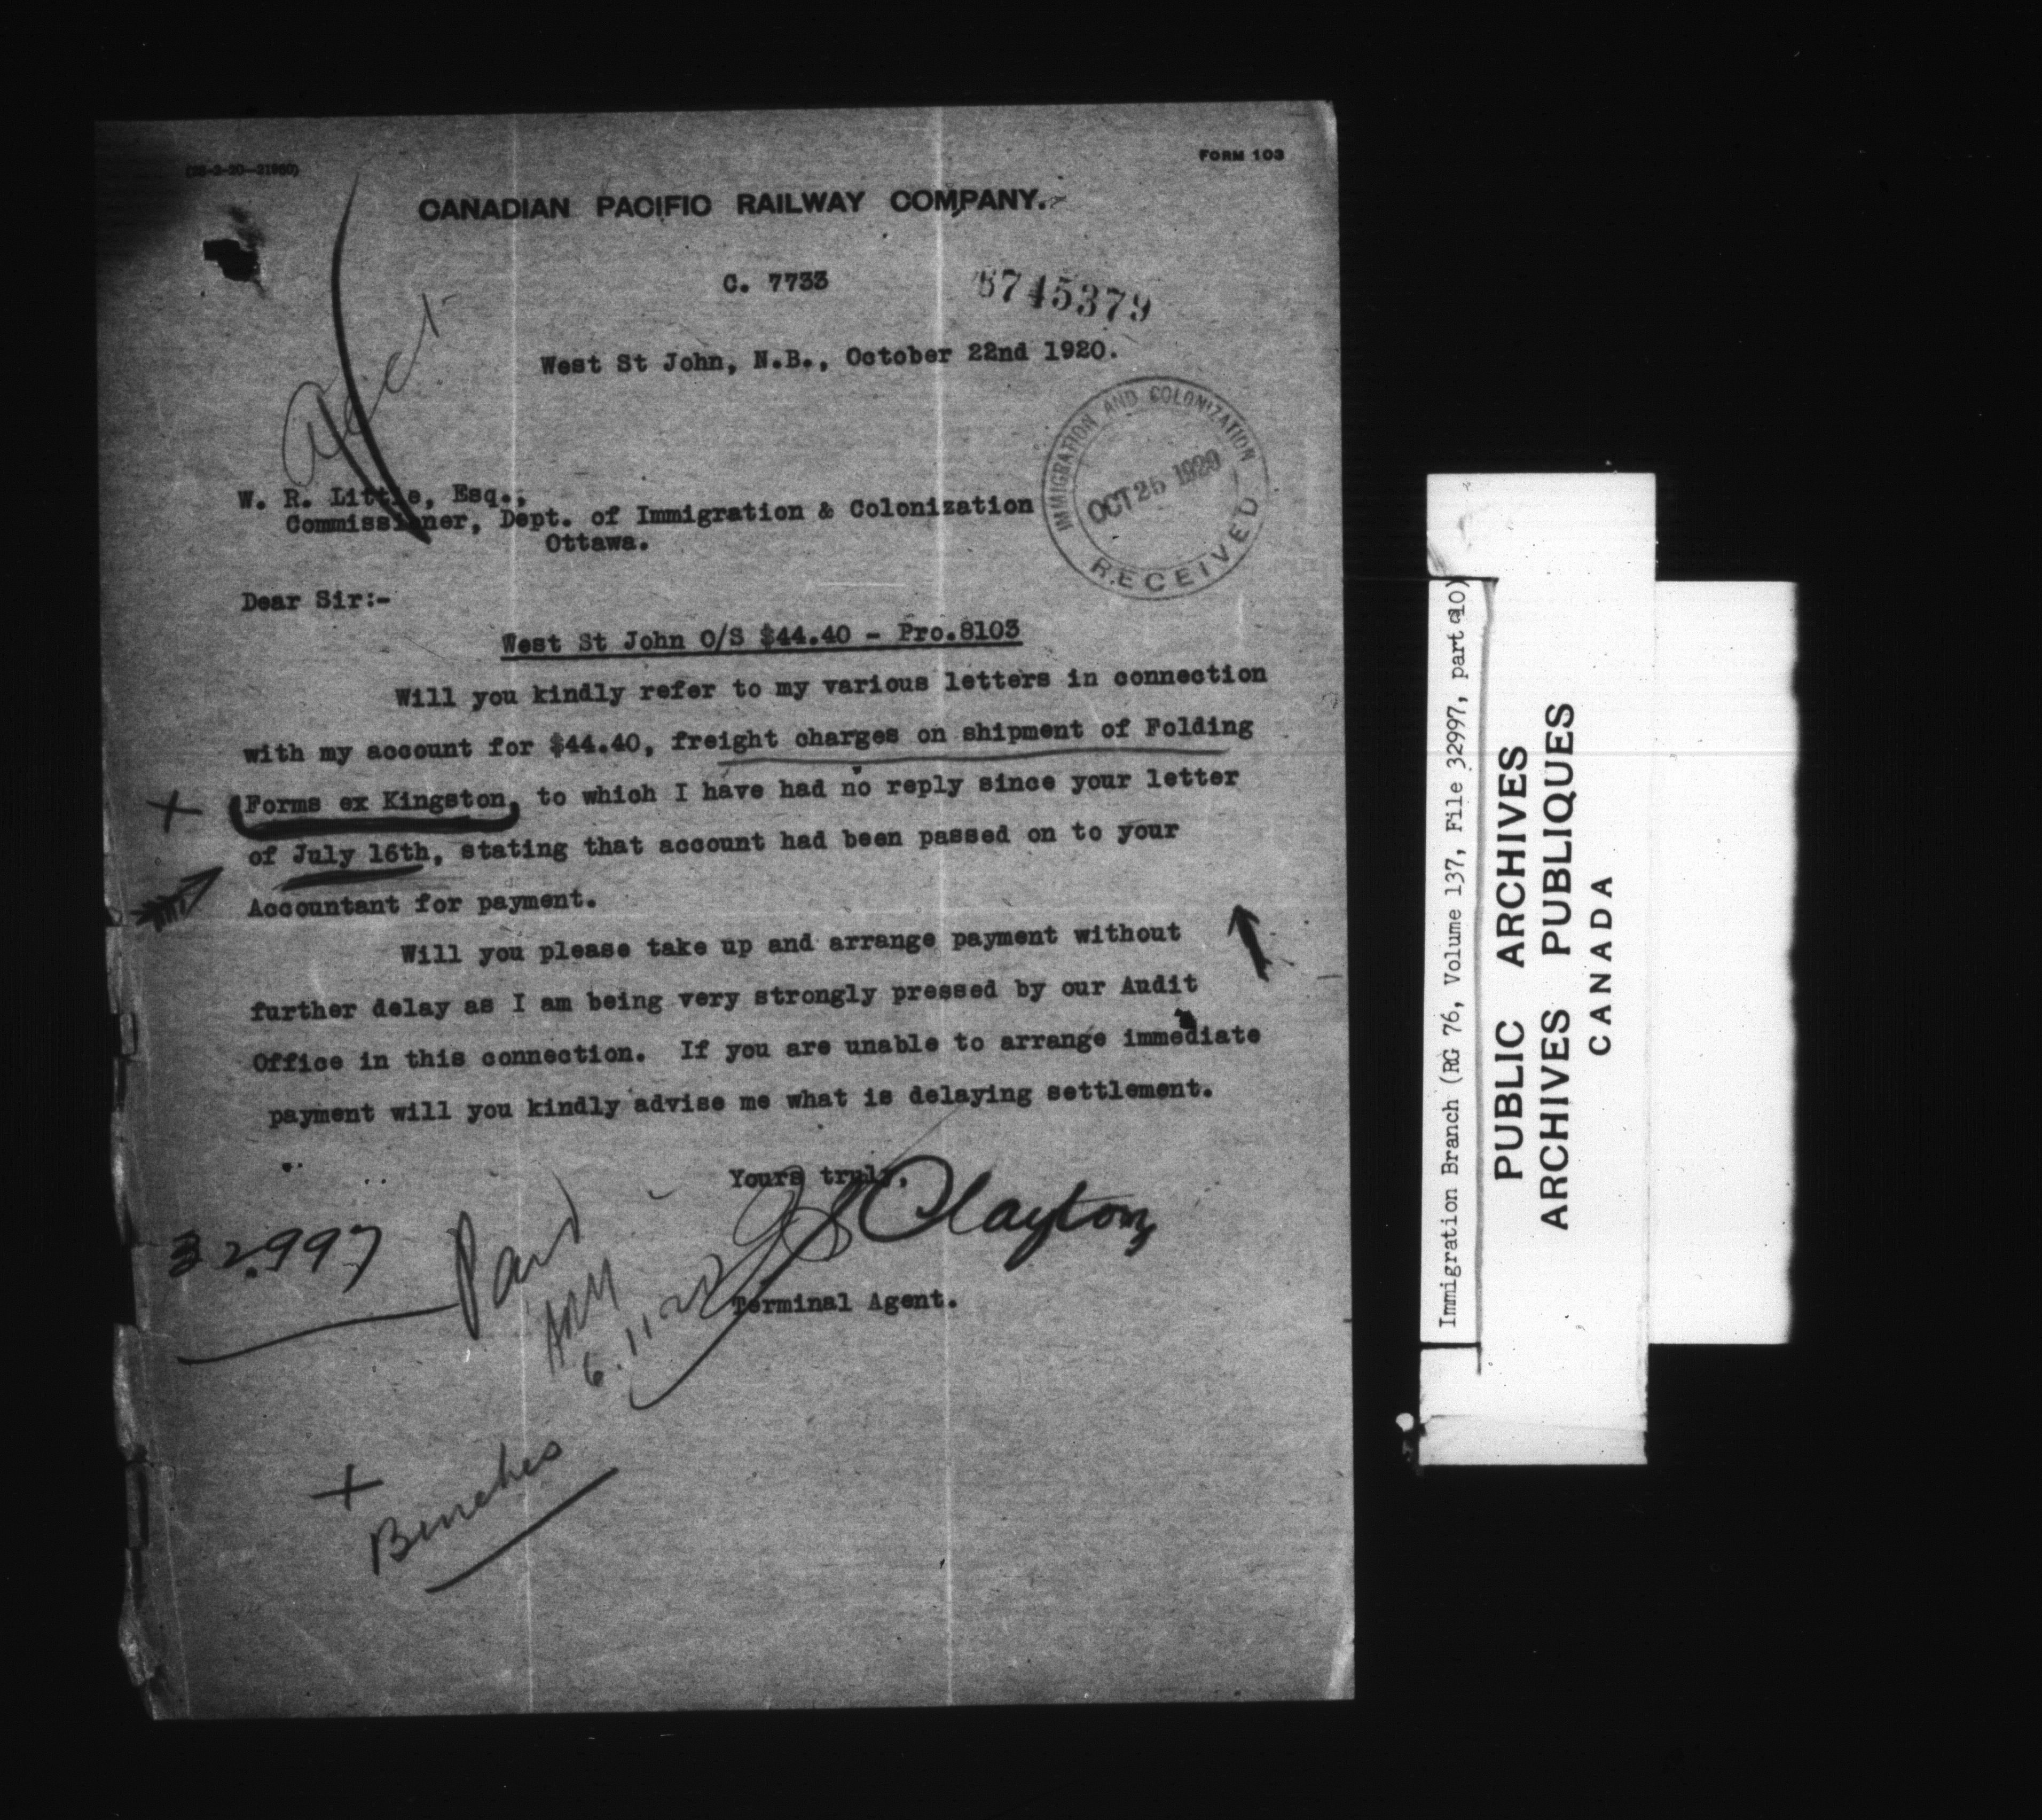 FORM 103
CANADIAN PACIFIC RAILWAY COMPANY.
C. 7733
3745379
West St John, N.B., October 22nd 1920.
Acct
W. R. Little, Esq.,
Commissioner, Dept. of Immigration & Colonization
Ottawa.
IMMIGRATION AND COLONIZATION
OCT 25 1920
RECEIVED
Dear Sir:-
West St John O/S $44.40 - Pro.8103
Will you kindly refer to my various letters in connection
with my account for $44.40, freight charges on shipment of Folding
+ Forms ex Kingston, to which I have had no reply since your letter
of July 16th, stating that account had been passed on to your
Accountant for payment.
Will you please take up and arrange payment without
further delay as I am being very strongly pressed by our Audit
Office in this connection. If you are unable to arrange immediate
payment will you kindly advise me what is delaying settlement.
Yours truly,
Clayton
Terminal Agent.
32997
Paid
6.11.20
+
Benches
Immigration Branch (RG 76, Volume 137, File 32997, part 10)
PUBLIC ARCHIVES
ARCHIVES PUBLIQUES
CANADA